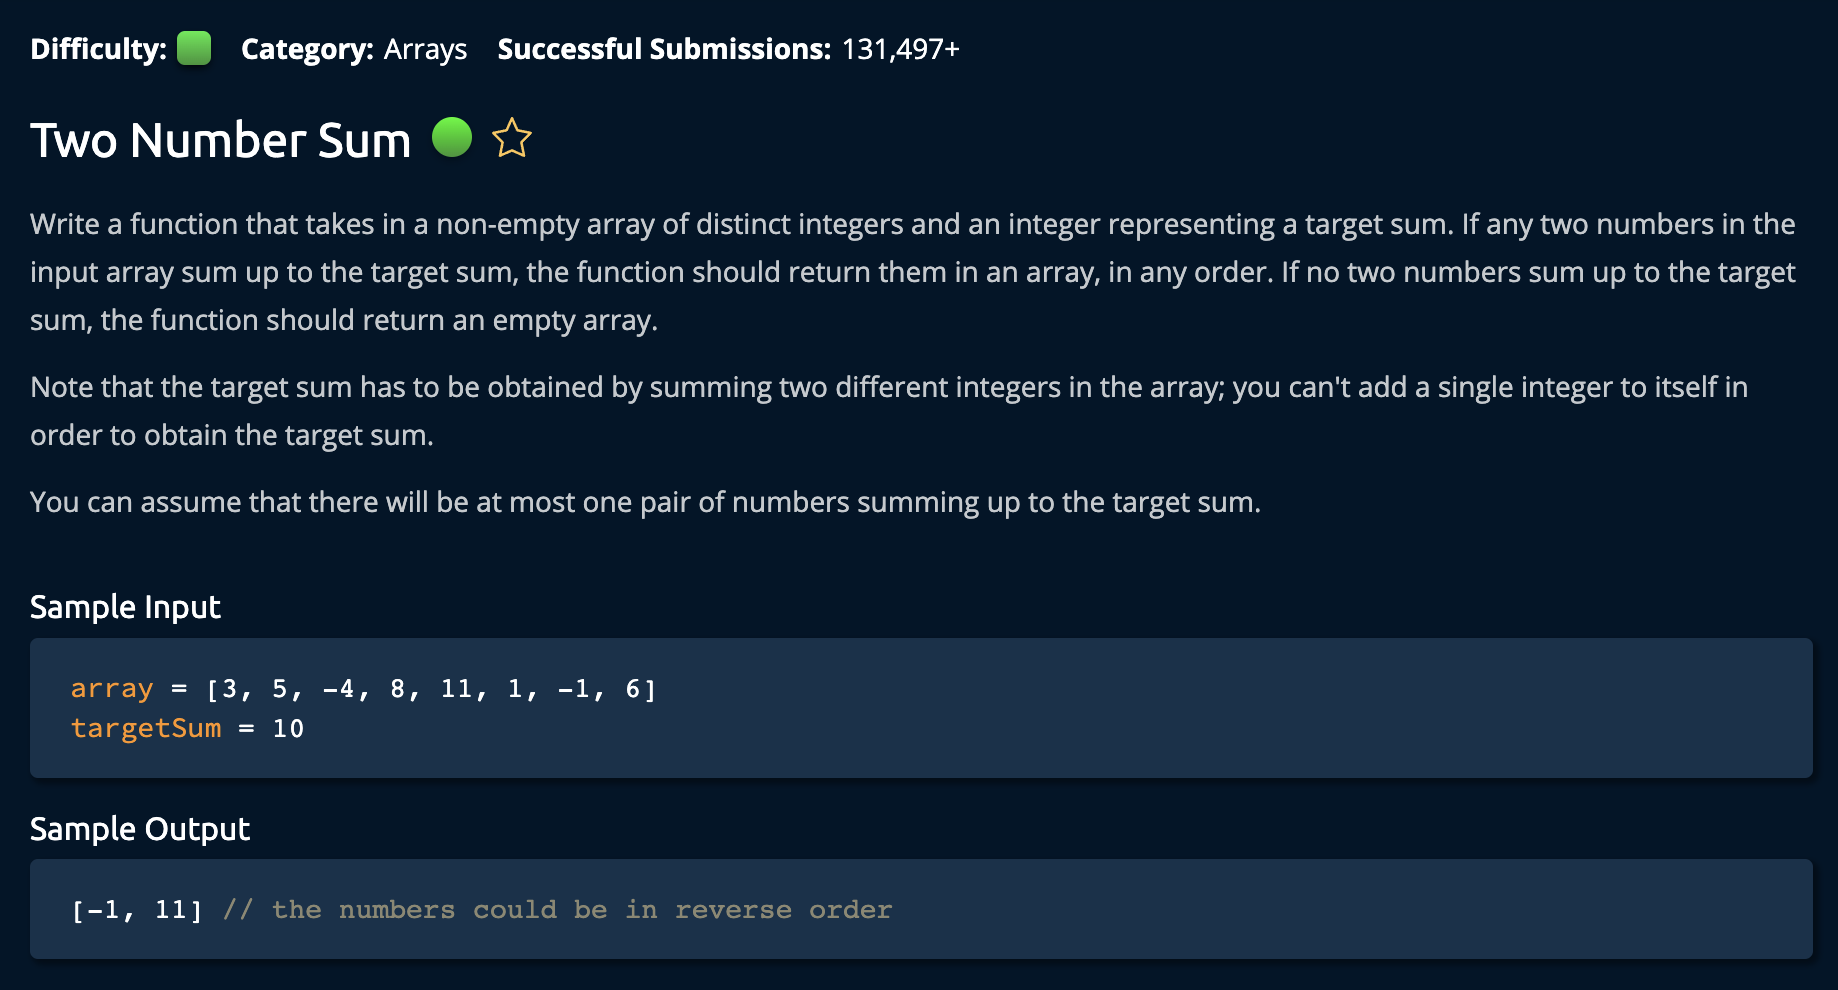 Difficulty: Category: Arrays Successful Submissions: 131,497+
Two Number Sum
Write a function that takes in a non-empty array of distinct integers and an integer representing a target sum. If any two numbers in the
input array sum up to the target sum, the function should return them in an array, in any order. If no two numbers sum up to the target
sum, the function should return an empty array.
Note that the target sum has to be obtained by summing two different integers in the array; you can't add a single integer to itself in
order to obtain the target sum.
You can assume that there will be at most one pair of numbers summing up to the target sum.
Sample Input
array = [3, 5, -4, 8, 11, 1, -1, 6]
targetSum = 10
Sample Output
[-1, 11] // the numbers could be in reverse order